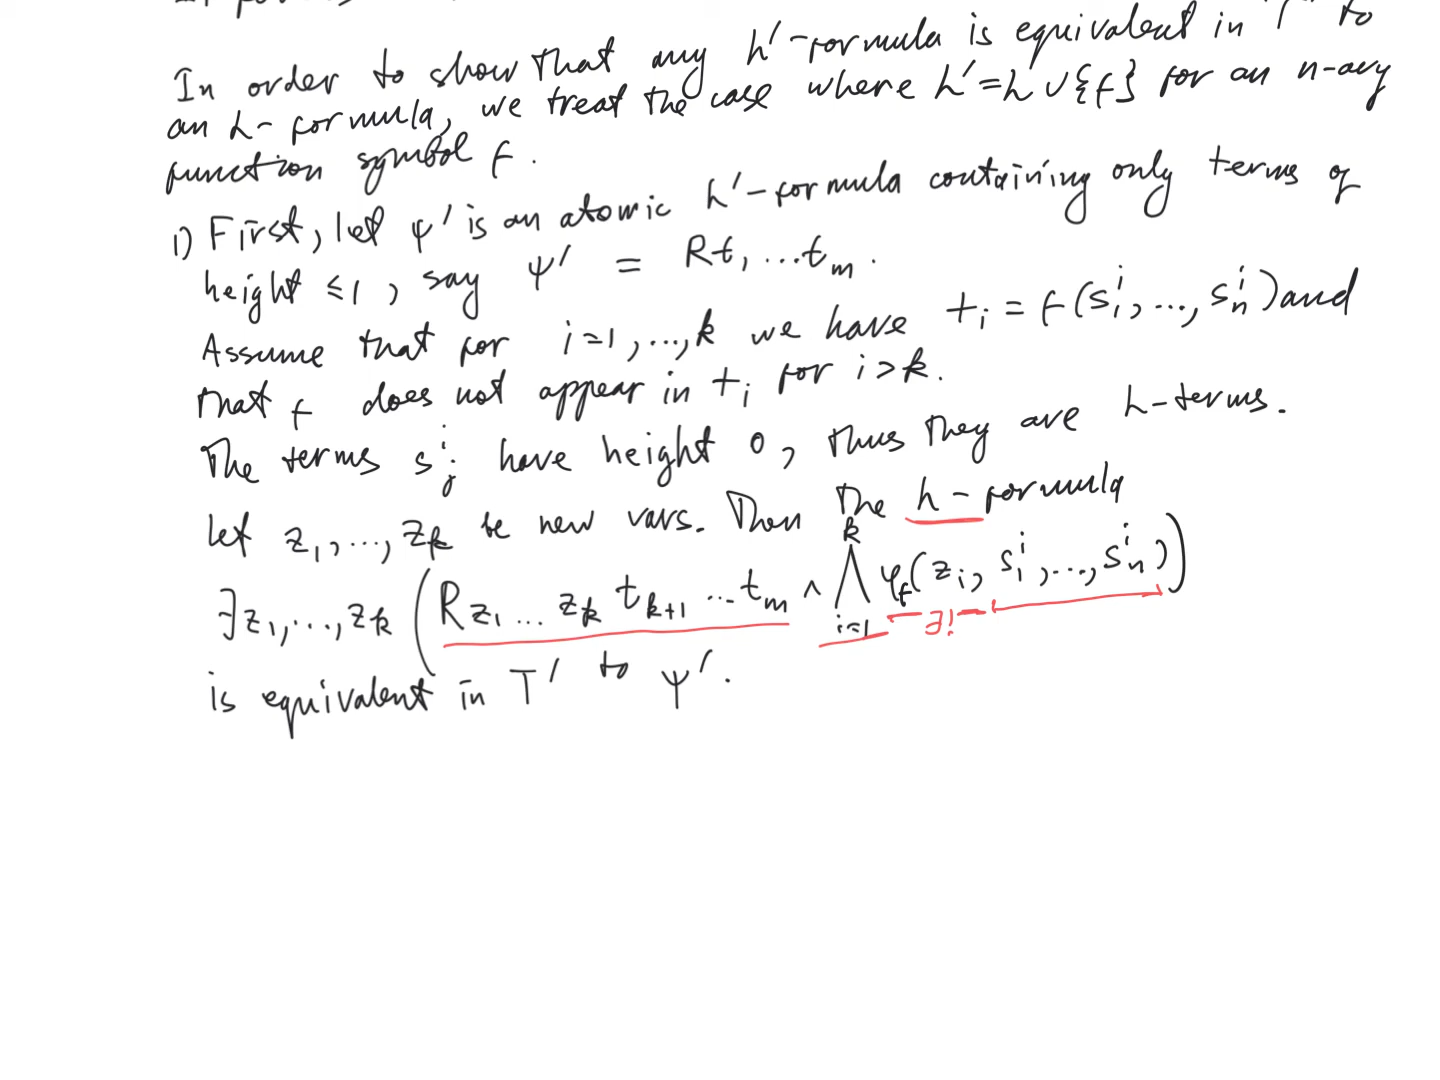 In order to show that any L'-formula is equivalent in T' to
an L-formula, we treat the case where L'=L∪{f} for an n-ary
function symbol f.
1) First, let ψ' is an atomic L'-formula containing only terms of
height ≤1, say ψ' = Rt₁...tₘ.
Assume that for i=1,...,k we have tᵢ = f(s₁ⁱ,...,sₙⁱ) and
that f does not appear in tᵢ for i>k.
The terms sⱼⁱ have height 0, thus they are L-terms.
Let z₁,...,zₖ be new vars. Then the L-formula
∃z₁,...,zₖ (Rz₁...zₖ tₖ₊₁...tₘ ∧ ⋀ᵢ₌₁ᵏ φ_f(zᵢ, s₁ⁱ,...,sₙⁱ))
∃!
is equivalent in T' to ψ'.